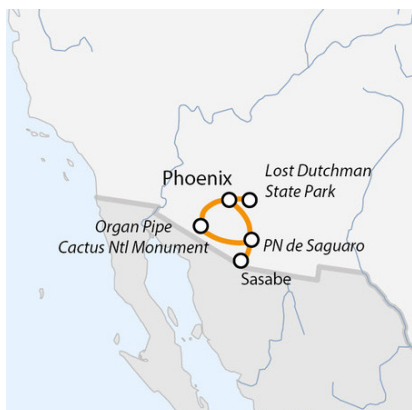 Lost Dutchman
State Park
Phoenix
Organ Pipe
Cactus Ntl Monument
PN de Saguaro
Sasabe